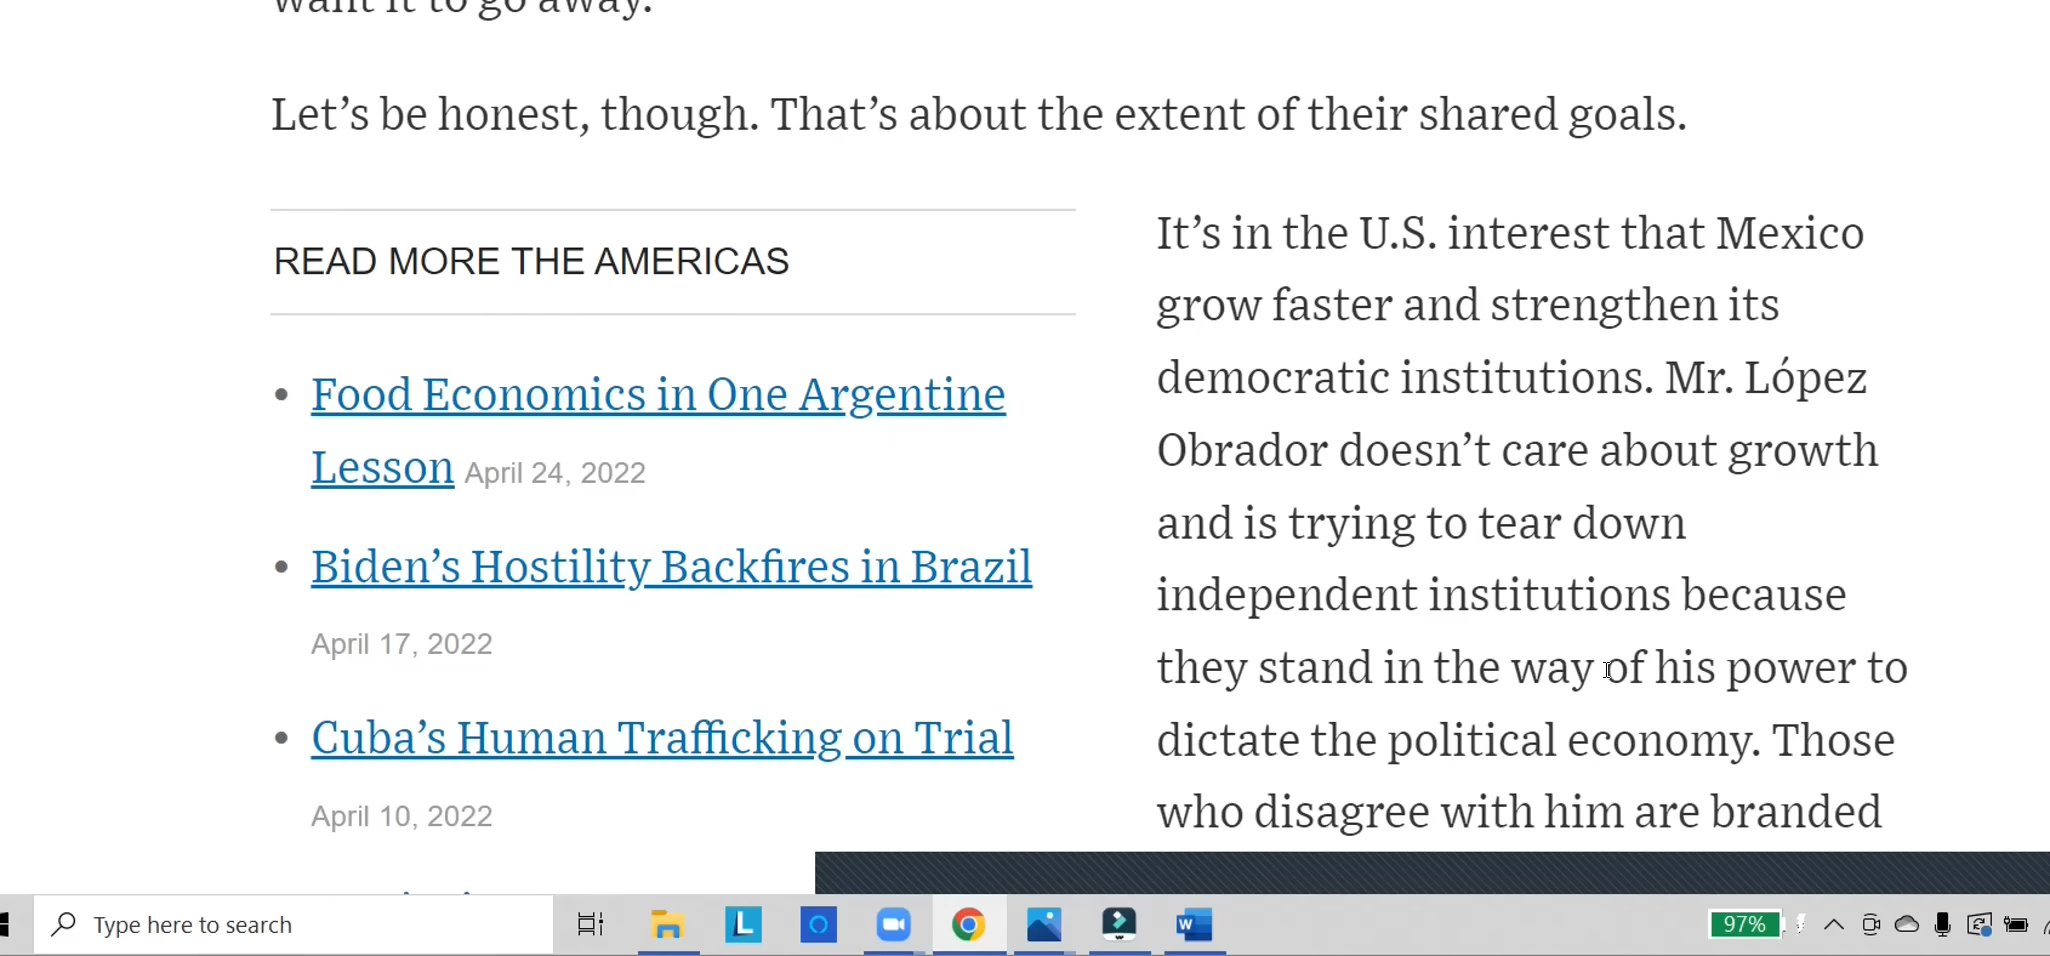 want it to go away.
Let’s be honest, though. That’s about the extent of their shared goals.
READ MORE THE AMERICAS
• Food Economics in One Argentine
Lesson April 24, 2022
• Biden’s Hostility Backfires in Brazil
April 17, 2022
• Cuba’s Human Trafficking on Trial
April 10, 2022
It’s in the U.S. interest that Mexico
grow faster and strengthen its
democratic institutions. Mr. López
Obrador doesn’t care about growth
and is trying to tear down
independent institutions because
they stand in the way of his power to
dictate the political economy. Those
who disagree with him are branded
Type here to search
L
W
97%